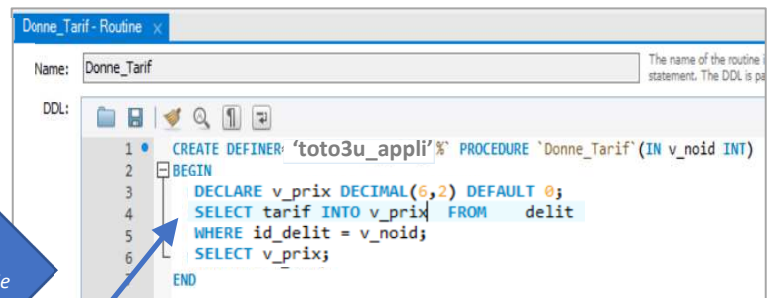 Donne_Tarif - Routine ×
Name: Donne_Tarif
The name of the routine i
statement. The DDL is pa
DDL:
1 CREATE DEFINER= 'toto3u_appli'%` PROCEDURE `Donne_Tarif`(IN v_noid INT)
2 BEGIN
3 DECLARE v_prix DECIMAL(6,2) DEFAULT 0;
4 SELECT tarif INTO v_prix FROM delit
5 WHERE id_delit = v_noid;
6 SELECT v_prix;
END